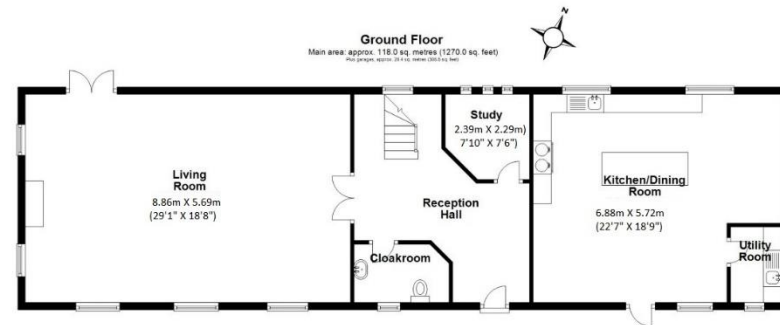 N
Ground Floor
Main area: approx. 118.0 sq. metres (1270.0 sq. feet)
Study
2.39m X 2.29m)
7'10" X 7'6")
Living
Room
8.86m X 5.69m
(29'1" X 18'8")
Reception
Hall
Cloakroom
Kitchen/Dining
Room
6.88m X 5.72m
(22'7" X 18'9")
Utility
Room